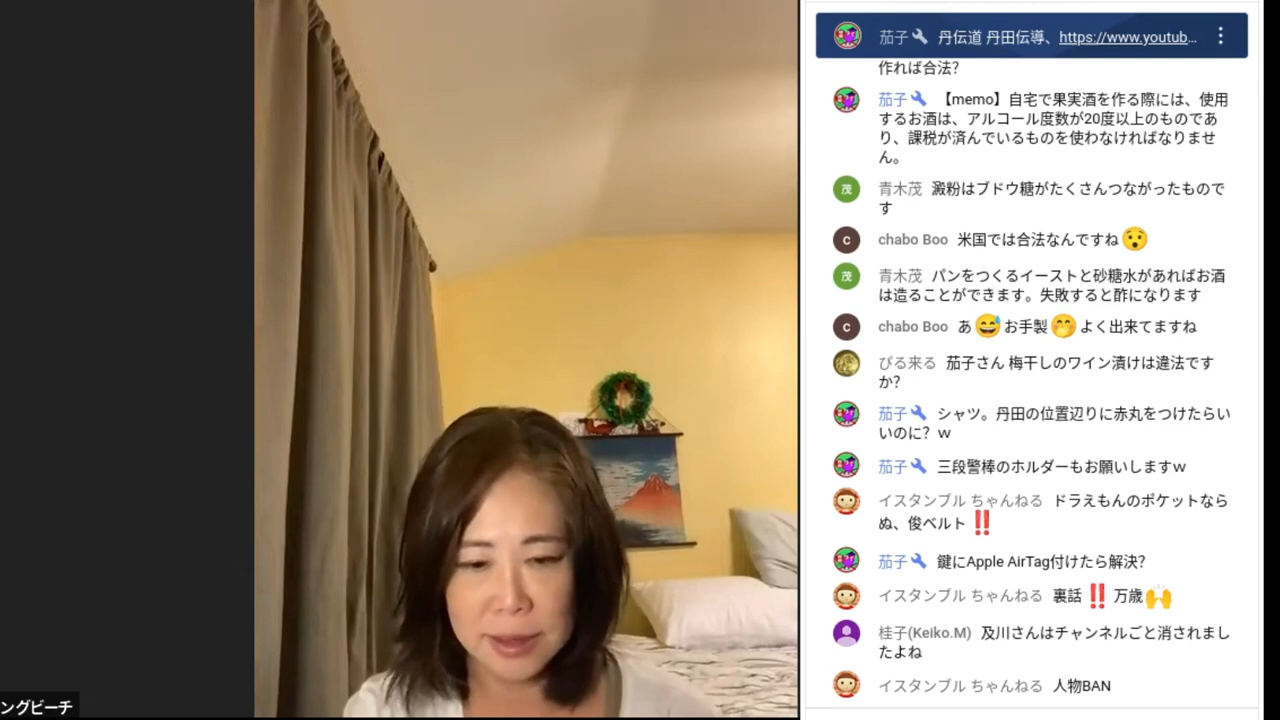 茄子 丹伝道 丹田伝導、https://www.youtub...
作れば合法?
茄子 【memo】自宅で果実酒を作る際には、使用
するお酒は、アルコール度数が20度以上のものであ
り、課税が済んでいるものを使わなければなりませ
ん。
茂 青木茂 澱粉はブドウ糖がたくさんつながったもので
す
c chabo Boo 米国では合法なんですね😯
茂 青木茂 パンをつくるイーストと砂糖水があればお酒
は造ることができます。失敗すると酢になります
c chabo Boo あ😅お手製🤭よく出来てますね
ぴる来る 茄子さん 梅干しのワイン漬けは違法です
か?
茄子 シャツ。丹田の位置辺りに赤丸をつけたらい
いのに? w
茄子 三段警棒のホルダーもお願いしますw
イスタンブル ちゃんねる ドラえもんのポケットなら
ぬ、俊ベルト‼️
茄子 鍵にApple AirTag付けたら解決?
イスタンブル ちゃんねる 裏話‼️万歳🙌
桂子(Keiko.M) 及川さんはチャンネルごと消されまし
たよね
イスタンブル ちゃんねる 人物BAN
ングビーチ